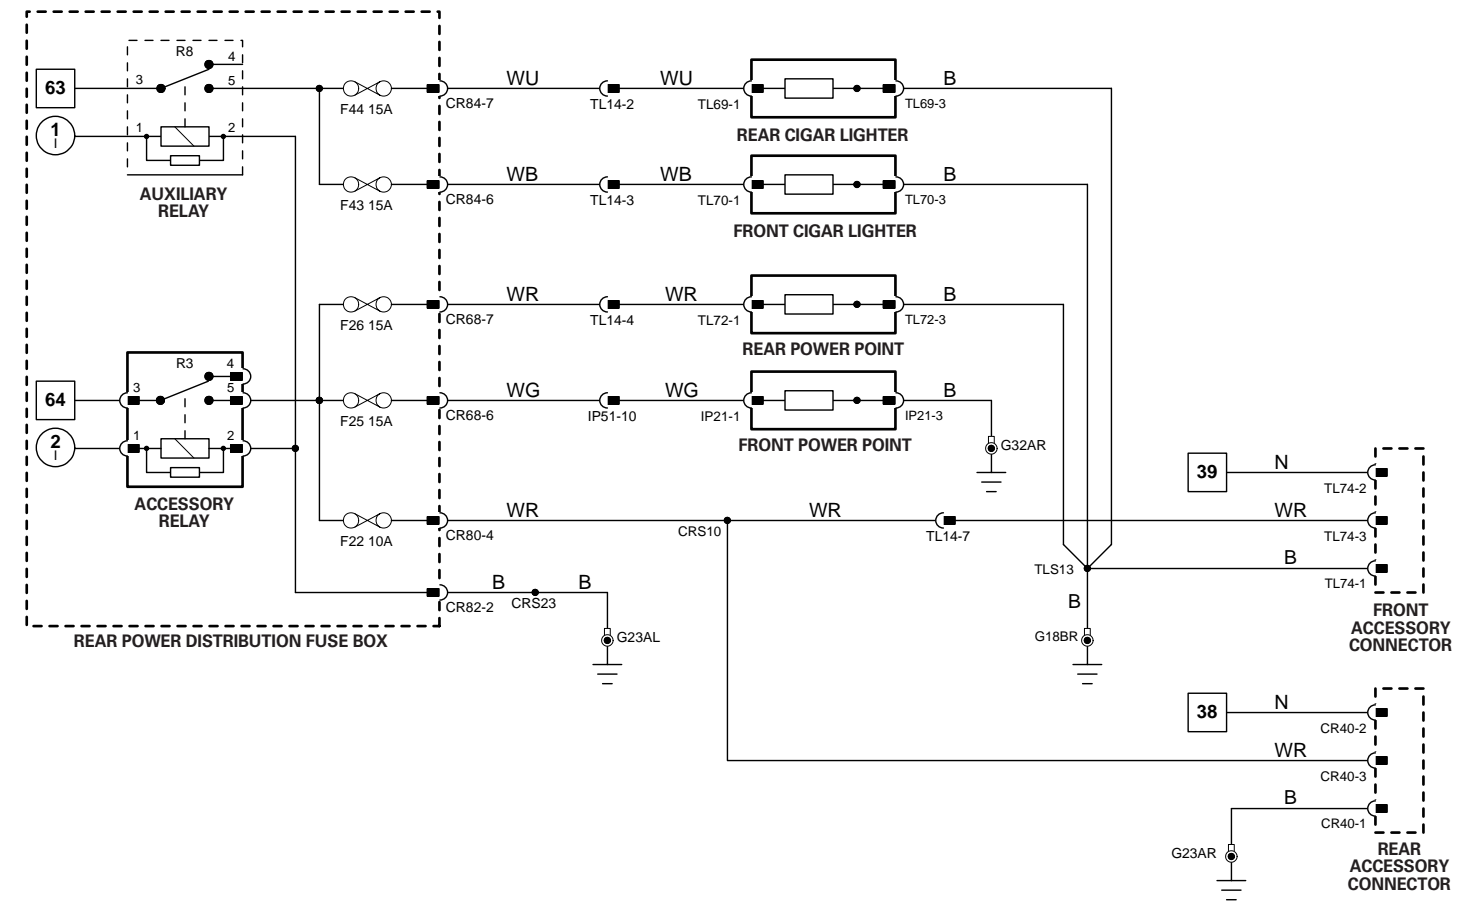 R8
4
63
3
5
F44 15A
CR84-7
WU
TL14-2
WU
TL69-1
TL69-3
B
REAR CIGAR LIGHTER
1
I
1
2
AUXILIARY
RELAY
F43 15A
CR84-6
WB
TL14-3
WB
TL70-1
TL70-3
B
FRONT CIGAR LIGHTER
F26 15A
CR68-7
WR
TL14-4
WR
TL72-1
TL72-3
B
REAR POWER POINT
R3
4
64
3
5
F25 15A
CR68-6
WG
IP51-10
WG
IP21-1
IP21-3
B
FRONT POWER POINT
G32AR
2
I
1
2
ACCESSORY
RELAY
F22 10A
CR80-4
WR
CRS10
WR
TL14-7
WR
39
N
TL74-2
TL74-3
TLS13
B
TL74-1
B
G18BR
FRONT
ACCESSORY
CONNECTOR
CR82-2
B
CRS23
B
G23AL
REAR POWER DISTRIBUTION FUSE BOX
38
N
CR40-2
WR
CR40-3
B
CR40-1
G23AR
REAR
ACCESSORY
CONNECTOR